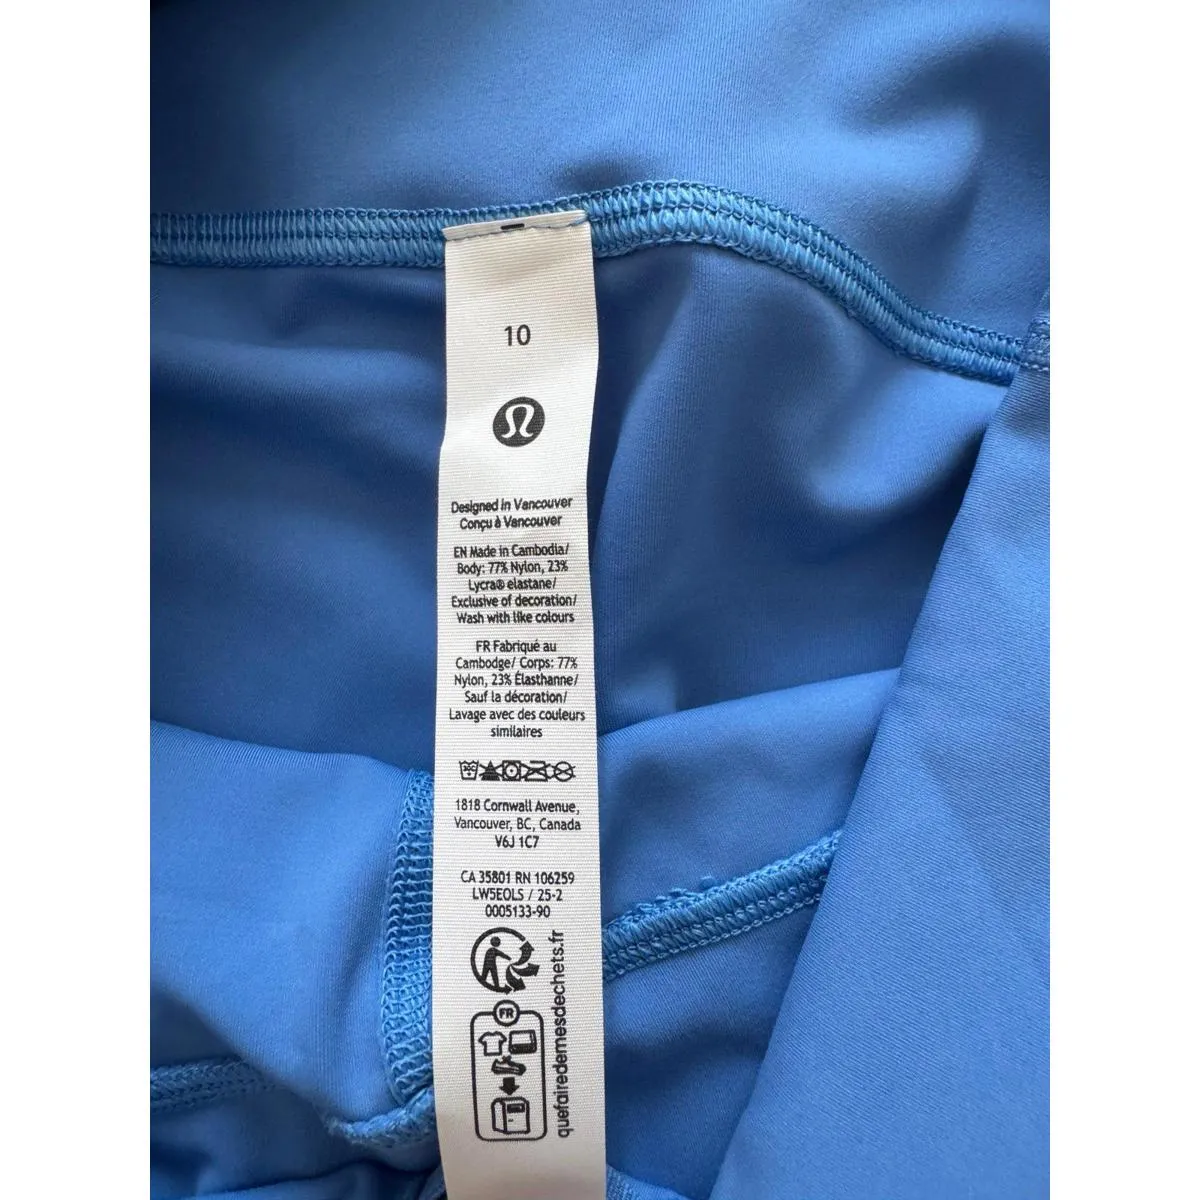 10
Designed in Vancouver
Conçu à Vancouver
EN Made in Cambodia/
Body: 77% Nylon, 23%
Lycra® elastane/
Exclusive of decoration/
Wash with like colours
FR Fabriqué au
Cambodge/ Corps: 77%
Nylon, 23% Élasthanne/
Sauf la décoration/
Lavage avec des couleurs
similaires
1818 Cornwall Avenue,
Vancouver, BC, Canada
V6J 1C7
CA 35801 RN 106259
LW5EOLS / 25-2
0005133-90
FR
quefairedemesdechets.fr